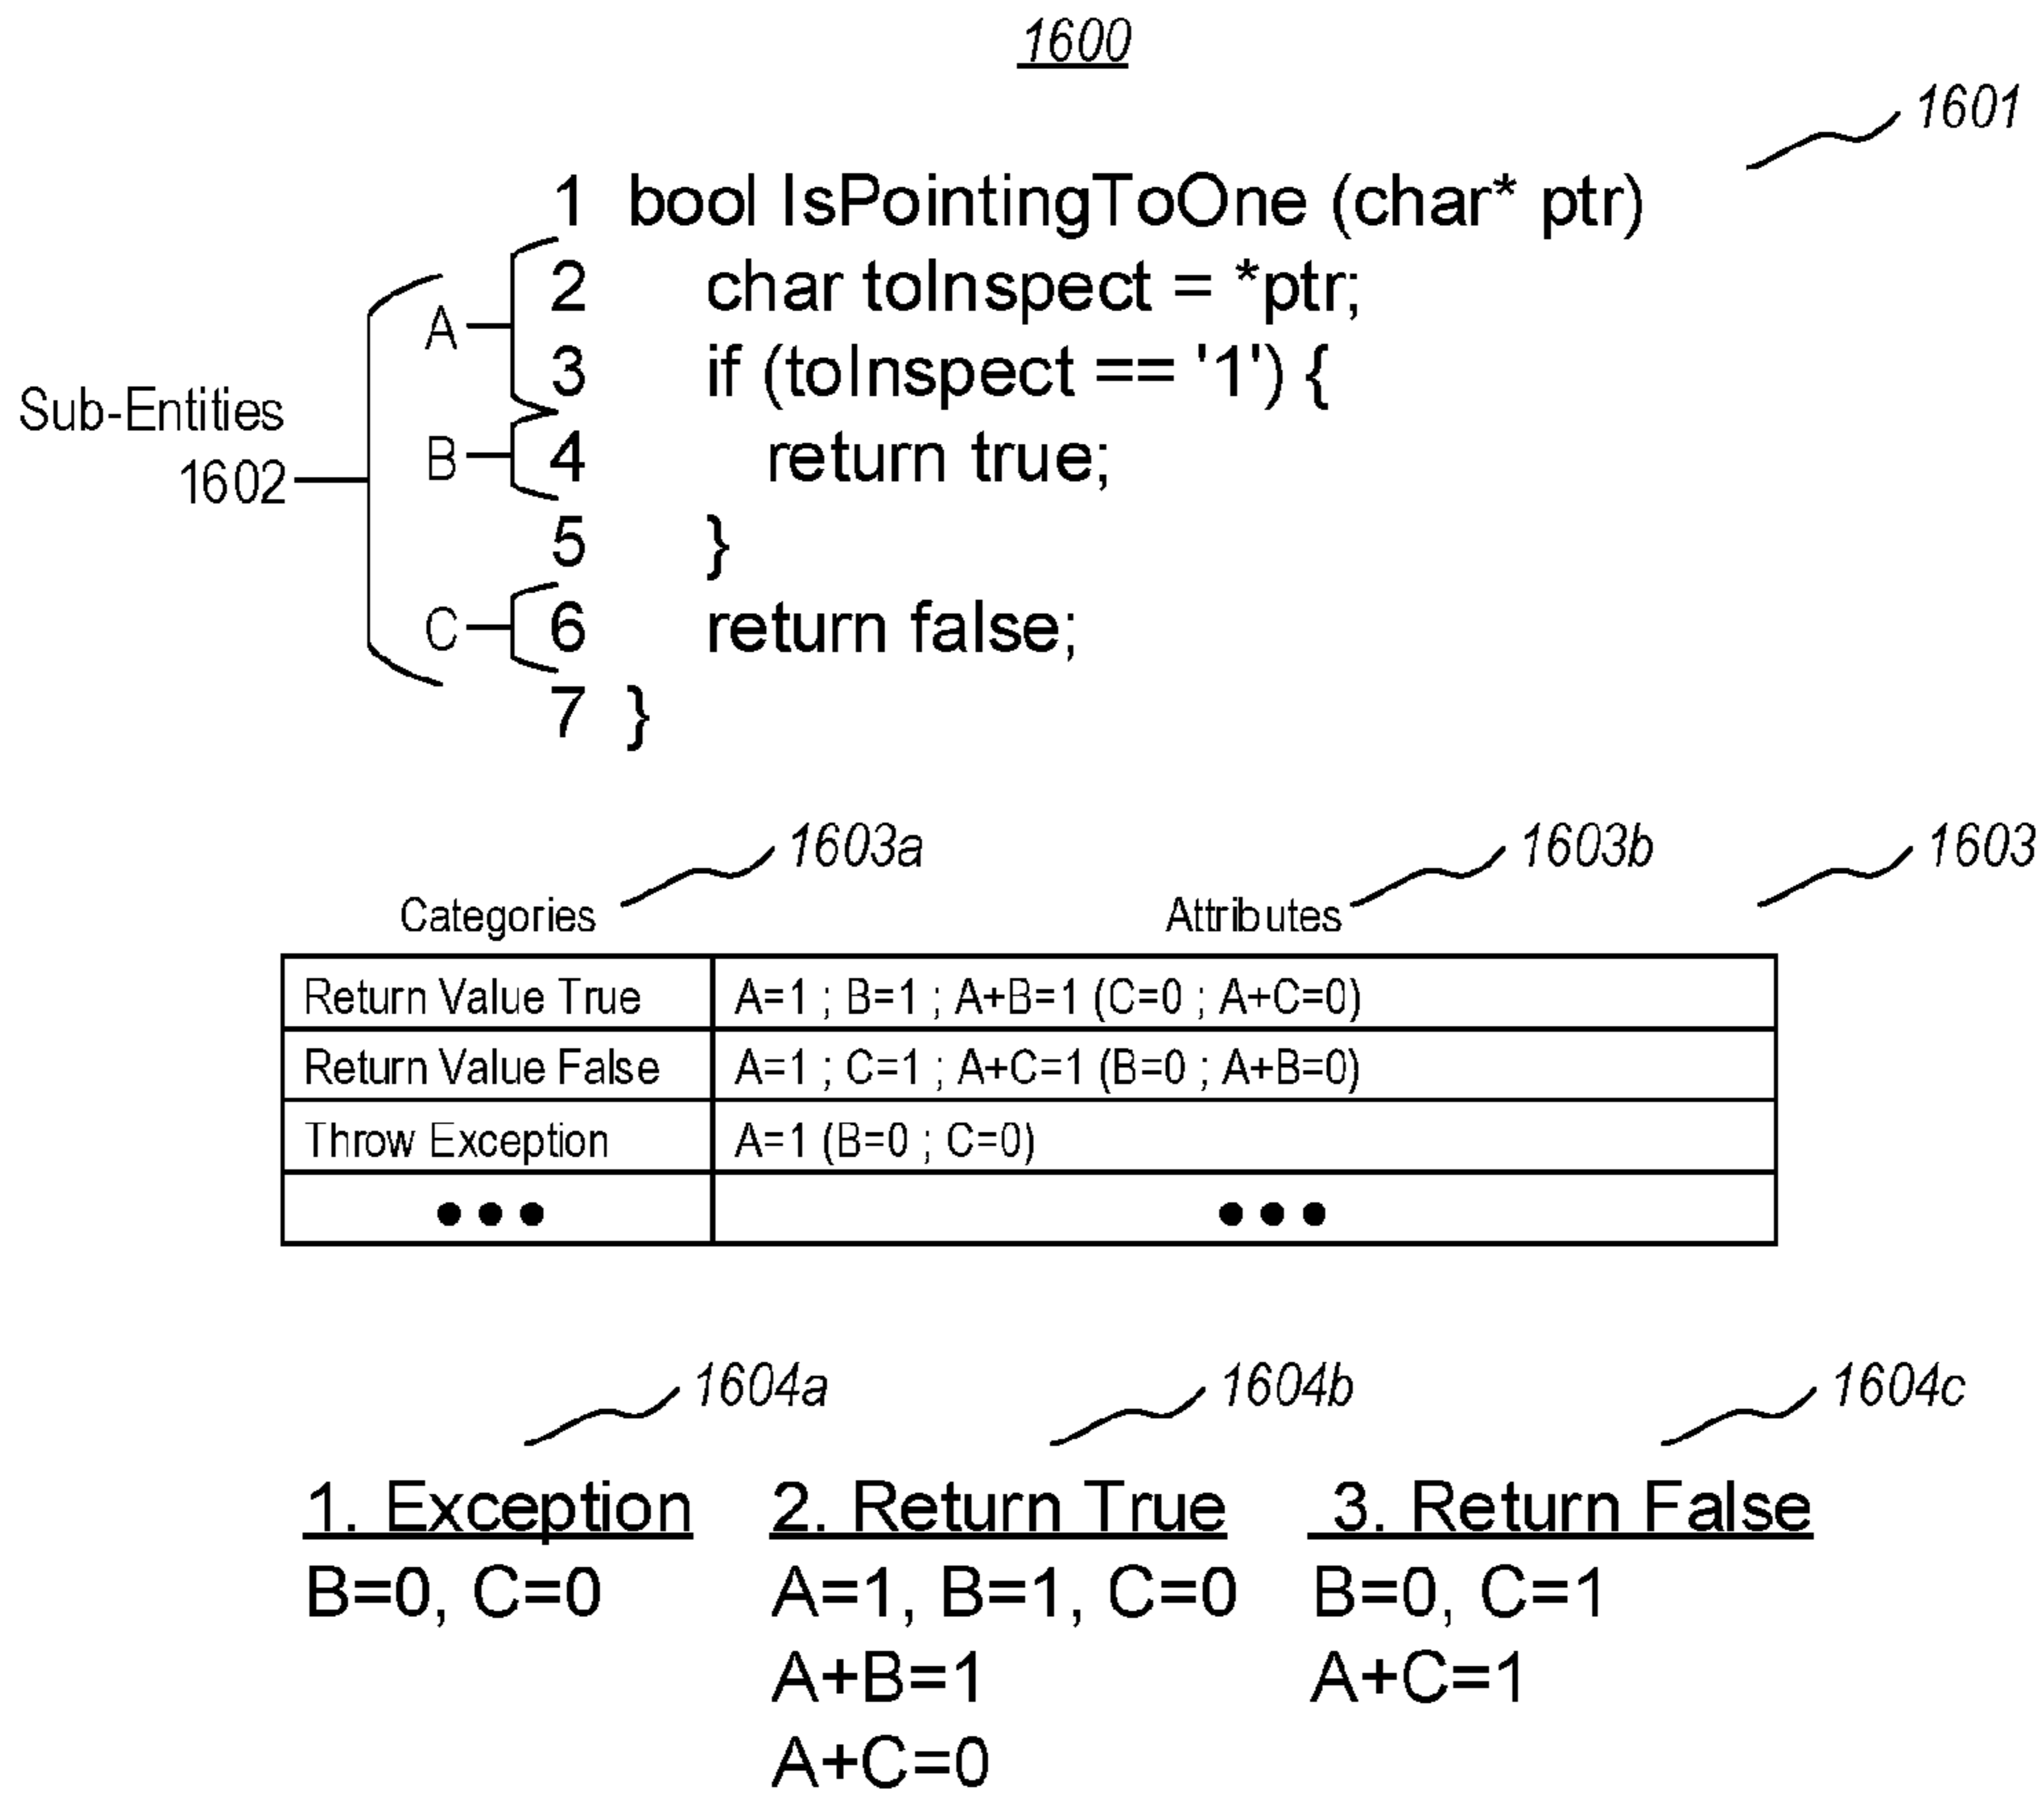 1600
1601
1 bool IsPointingToOne (char* ptr)
2 char toInspect = *ptr;
A
3 if (toInspect == '1') {
Sub-Entities
1602
B
4 return true;
5 }
C
6 return false;
7 }
1603a 1603b 1603
Categories Attributes
Return Value True A=1 ; B=1 ; A+B=1 (C=0 ; A+C=0)
Return Value False A=1 ; C=1 ; A+C=1 (B=0 ; A+B=0)
Throw Exception A=1 (B=0 ; C=0)
●●● ●●●
1604a 1604b 1604c
1. Exception 2. Return True 3. Return False
B=0, C=0 A=1, B=1, C=0 B=0, C=1
A+B=1 A+C=1
A+C=0